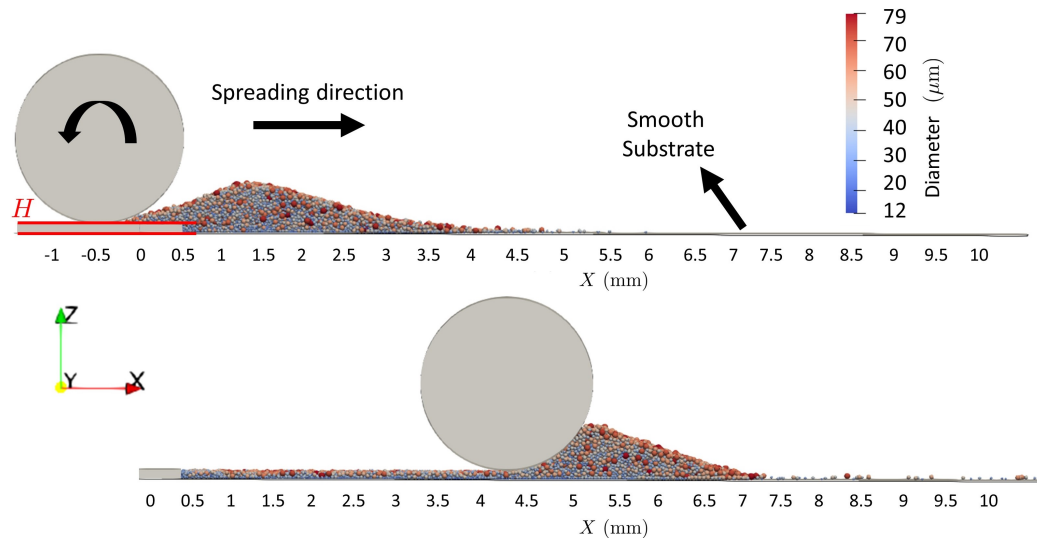 79
70
60
50
40
30
20
12
Diameter (μm)
Spreading direction
Smooth
Substrate
H
-1 -0.5 0 0.5 1 1.5 2 2.5 3 3.5 4 4.5 5 5.5 6 6.5 7 7.5 8 8.5 9 9.5 10
X (mm)
Z
Y X
0 0.5 1 1.5 2 2.5 3 3.5 4 4.5 5 5.5 6 6.5 7 7.5 8 8.5 9 9.5 10
X (mm)